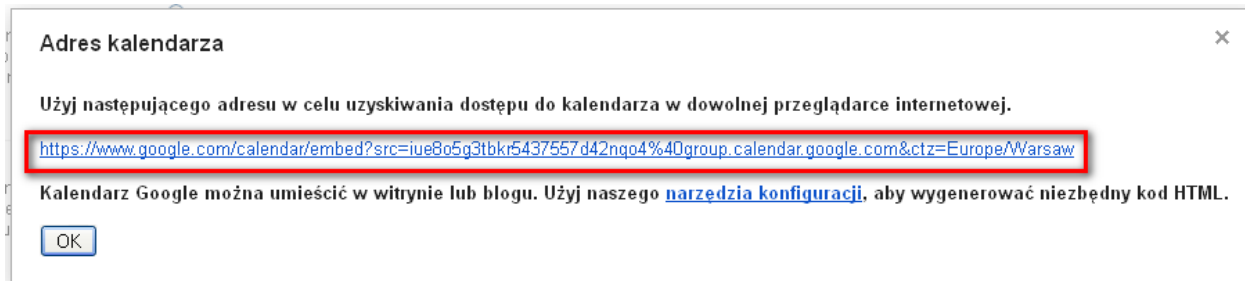 Adres kalendarza
Użyj następującego adresu w celu uzyskiwania dostępu do kalendarza w dowolnej przeglądarce internetowej.
https://www.google.com/calendar/embed?src=iue8o5g3tbkr5437557d42nqo4%40group.calendar.google.com&ctz=Europe/Warsaw
Kalendarz Google można umieścić w witrynie lub blogu. Użyj naszego narzędzia konfiguracji, aby wygenerować niezbędny kod HTML.
OK